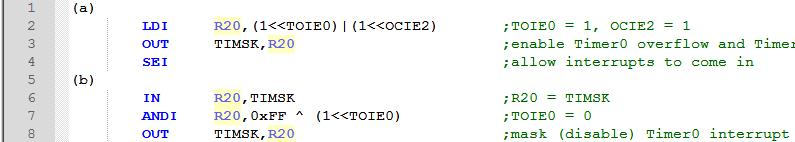 1 (a)
2 LDI R20,(1<<TOIE0)|(1<<OCIE2) ;TOIE0 = 1, OCIE2 = 1
3 OUT TIMSK,R20 ;enable Timer0 overflow and Timer
4 SEI ;allow interrupts to come in
5 (b)
6 IN R20,TIMSK ;R20 = TIMSK
7 ANDI R20,0xFF ^ (1<<TOIE0) ;TOIE0 = 0
8 OUT TIMSK,R20 ;mask (disable) Timer0 interrupt